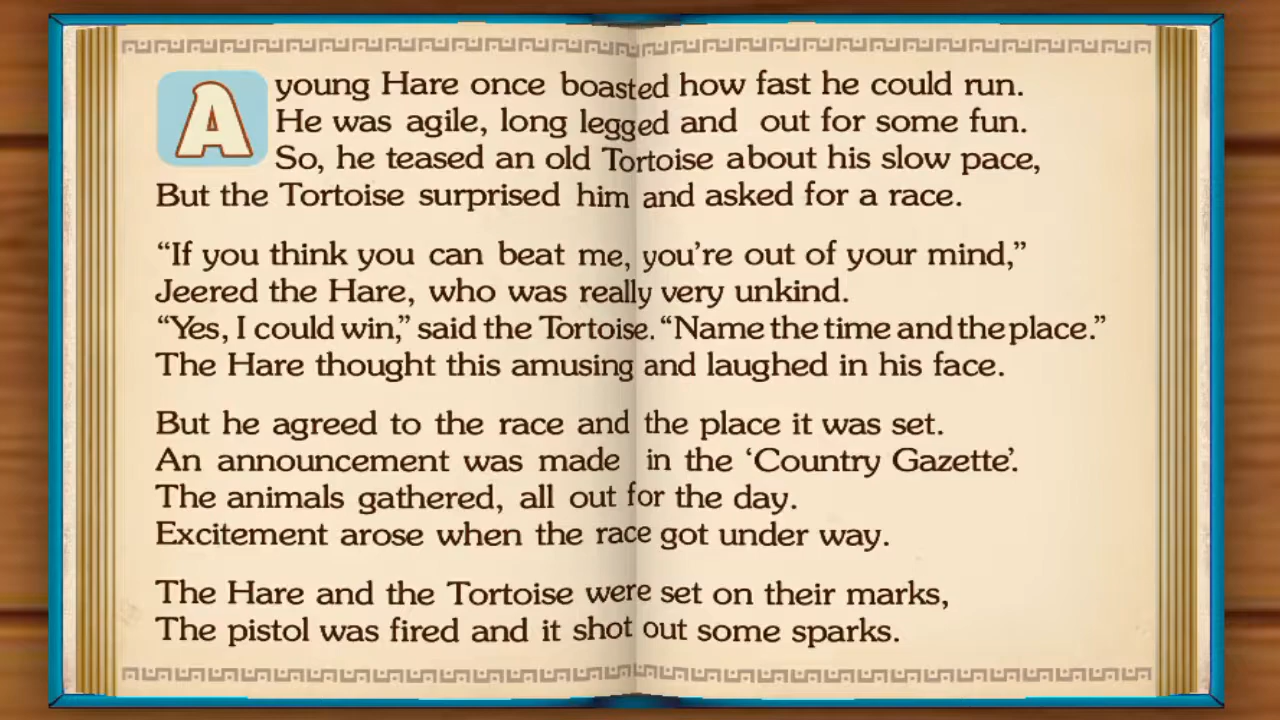 A young Hare once boasted how fast he could run.
He was agile, long legged and out for some fun.
So, he teased an old Tortoise about his slow pace,
But the Tortoise surprised him and asked for a race.
“If you think you can beat me, you’re out of your mind,”
Jeered the Hare, who was really very unkind.
“Yes, I could win,” said the Tortoise. “Name the time and the place.”
The Hare thought this amusing and laughed in his face.
But he agreed to the race and the place it was set.
An announcement was made in the ‘Country Gazette’.
The animals gathered, all out for the day.
Excitement arose when the race got under way.
The Hare and the Tortoise were set on their marks,
The pistol was fired and it shot out some sparks.